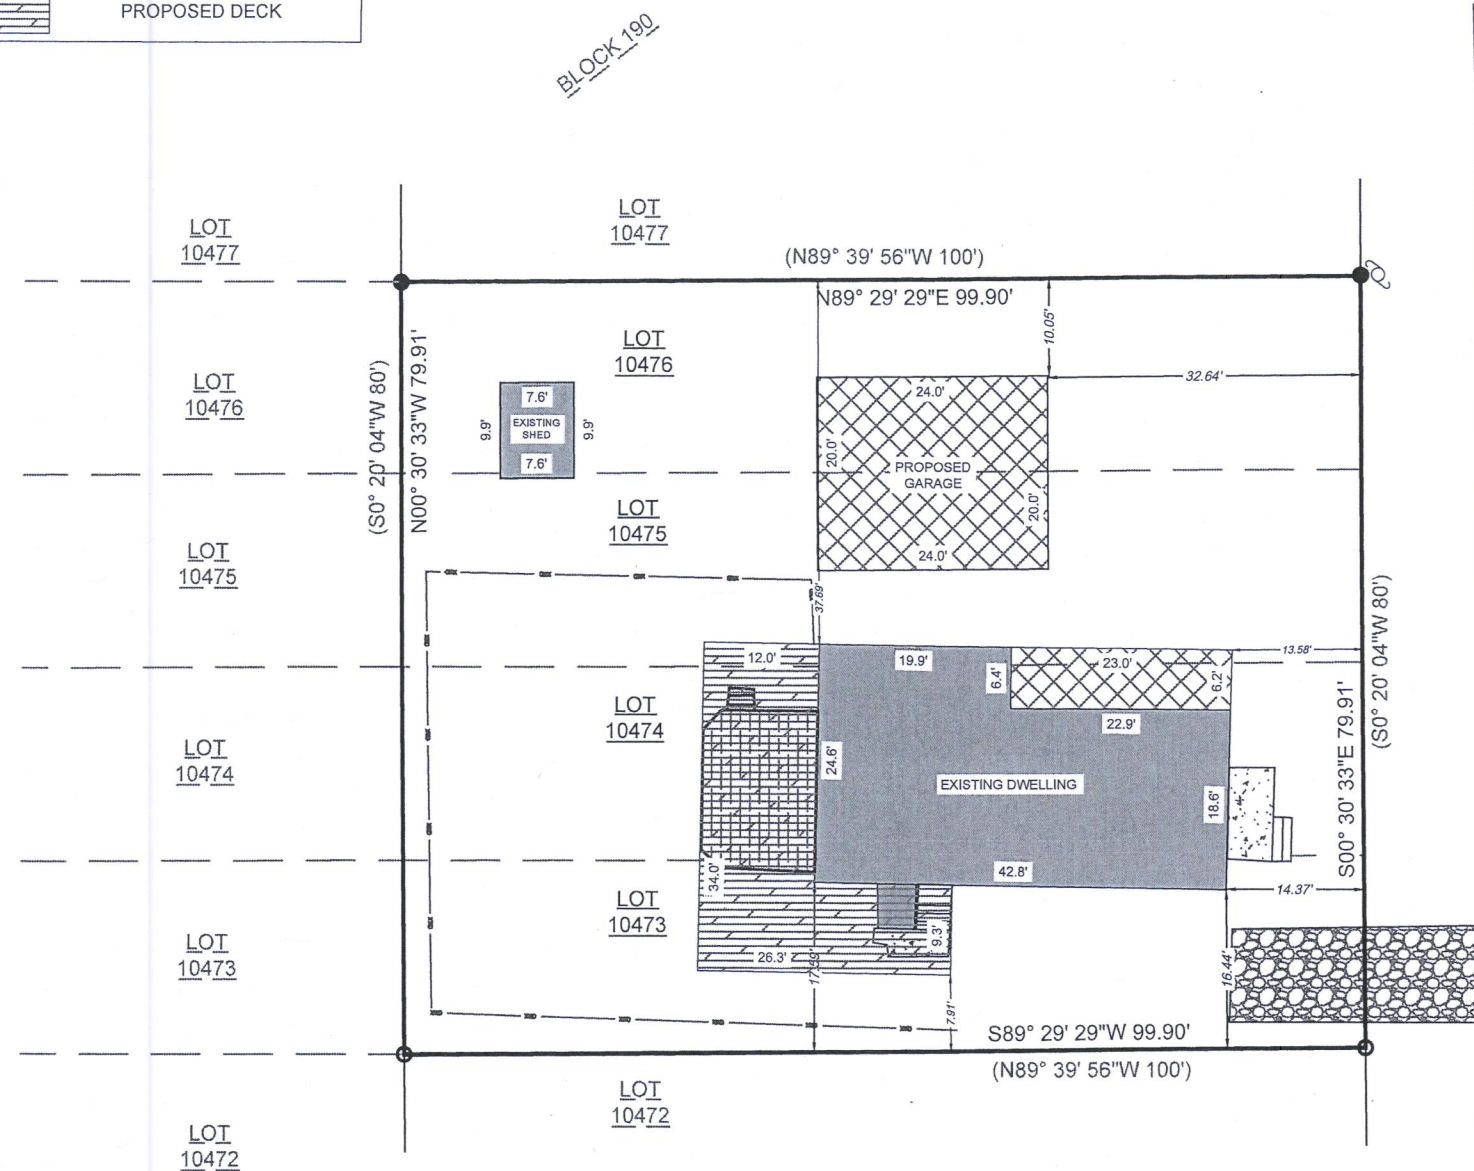 PROPOSED DECK
BLOCK 190
LOT
10477
LOT
10477
(N89° 39' 56"W 100')
N89° 29' 29"E 99.90'
10.05'
32.64'
LOT
10476
LOT
10476
(S0° 20' 04"W 80')
N00° 30' 33"W 79.91'
7.6'
9.9'
EXISTING
SHED
9.9'
7.6'
24.0'
20.0'
PROPOSED
GARAGE
20.0'
24.0'
LOT
10475
LOT
10475
37.69'
12.0'
19.9'
6.4'
23.0'
6.2'
13.58'
22.9'
LOT
10474
LOT
10474
24.6'
EXISTING DWELLING
18.6'
42.8'
14.37'
S00° 30' 33"E 79.91'
(S0° 20' 04"W 80')
34.0'
LOT
10473
LOT
10473
9.3'
26.3'
16.44'
7.91'
S89° 29' 29"W 99.90'
(N89° 39' 56"W 100')
LOT
10472
LOT
10472